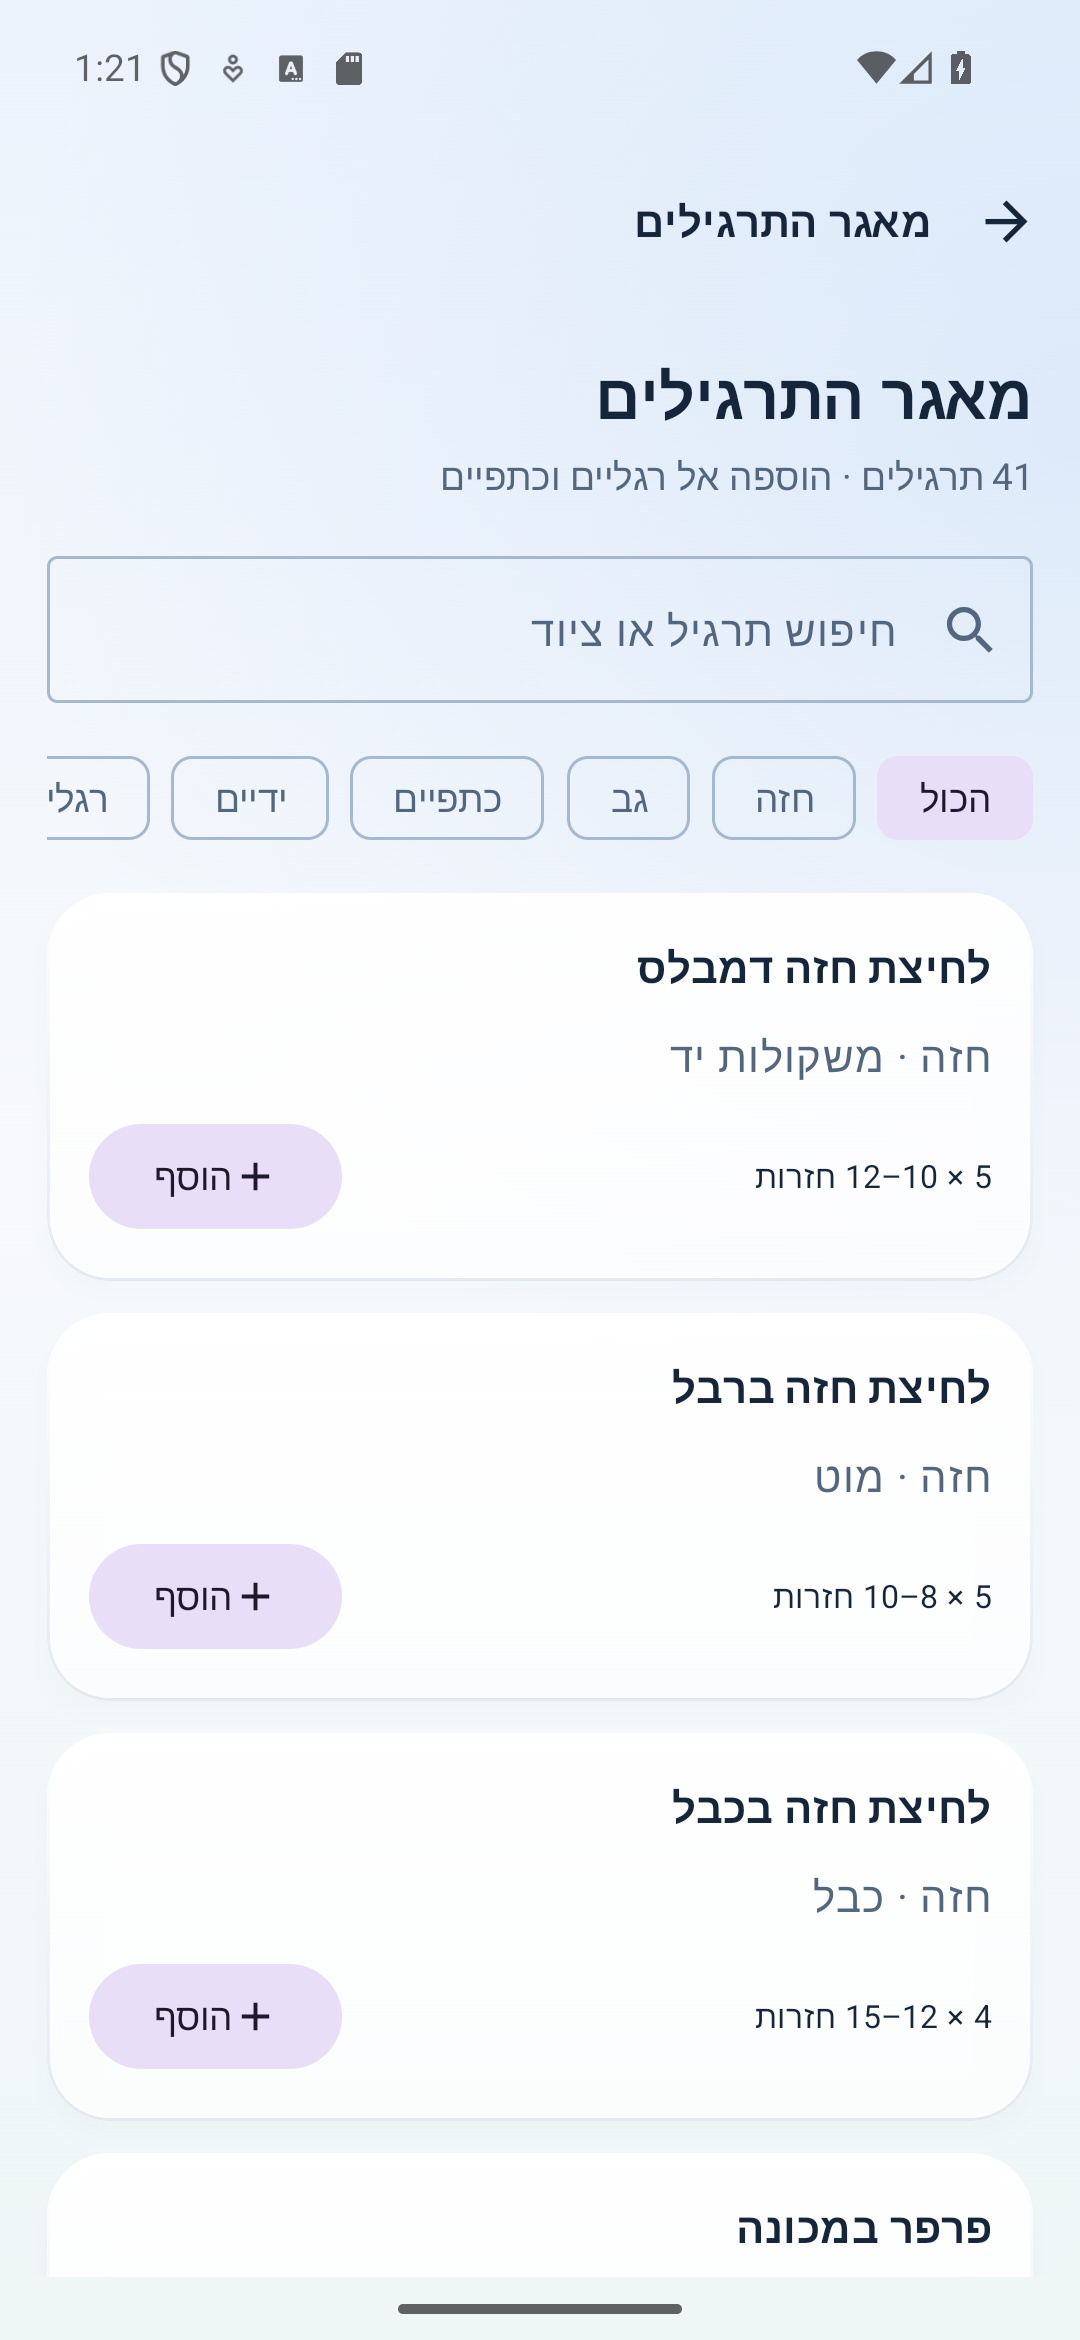 1:21
מאגר התרגילים
מאגר התרגילים
41 תרגילים · הוספה אל רגליים וכתפיים
חיפוש תרגיל או ציוד
הכול
חזה
גב
כתפיים
ידיים
רגלי
לחיצת חזה דמבלס
חזה · משקולות יד
5 × 10–12 חזרות
+ הוסף
לחיצת חזה ברבל
חזה · מוט
5 × 8–10 חזרות
+ הוסף
לחיצת חזה בכבל
חזה · כבל
4 × 12–15 חזרות
+ הוסף
פרפר במכונה